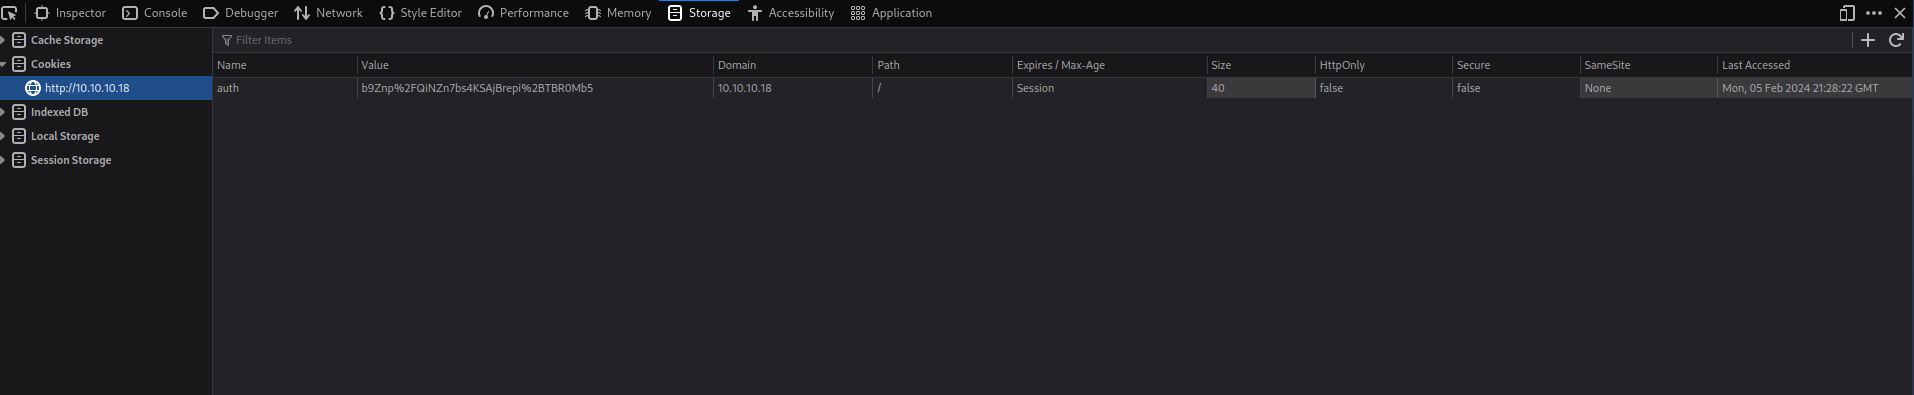 Inspector Console Debugger Network Style Editor Performance Memory Storage Accessibility Application
Cache Storage
Filter Items
Cookies
Name Value Domain Path Expires / Max-Age Size HttpOnly Secure SameSite Last Accessed
http://10.10.10.18
auth b9Znp%2FQiNZn7bs4KSAjBrepi%2BTBR0Mb5 10.10.10.18 / Session 40 false false None Mon, 05 Feb 2024 21:28:22 GMT
Indexed DB
Local Storage
Session Storage